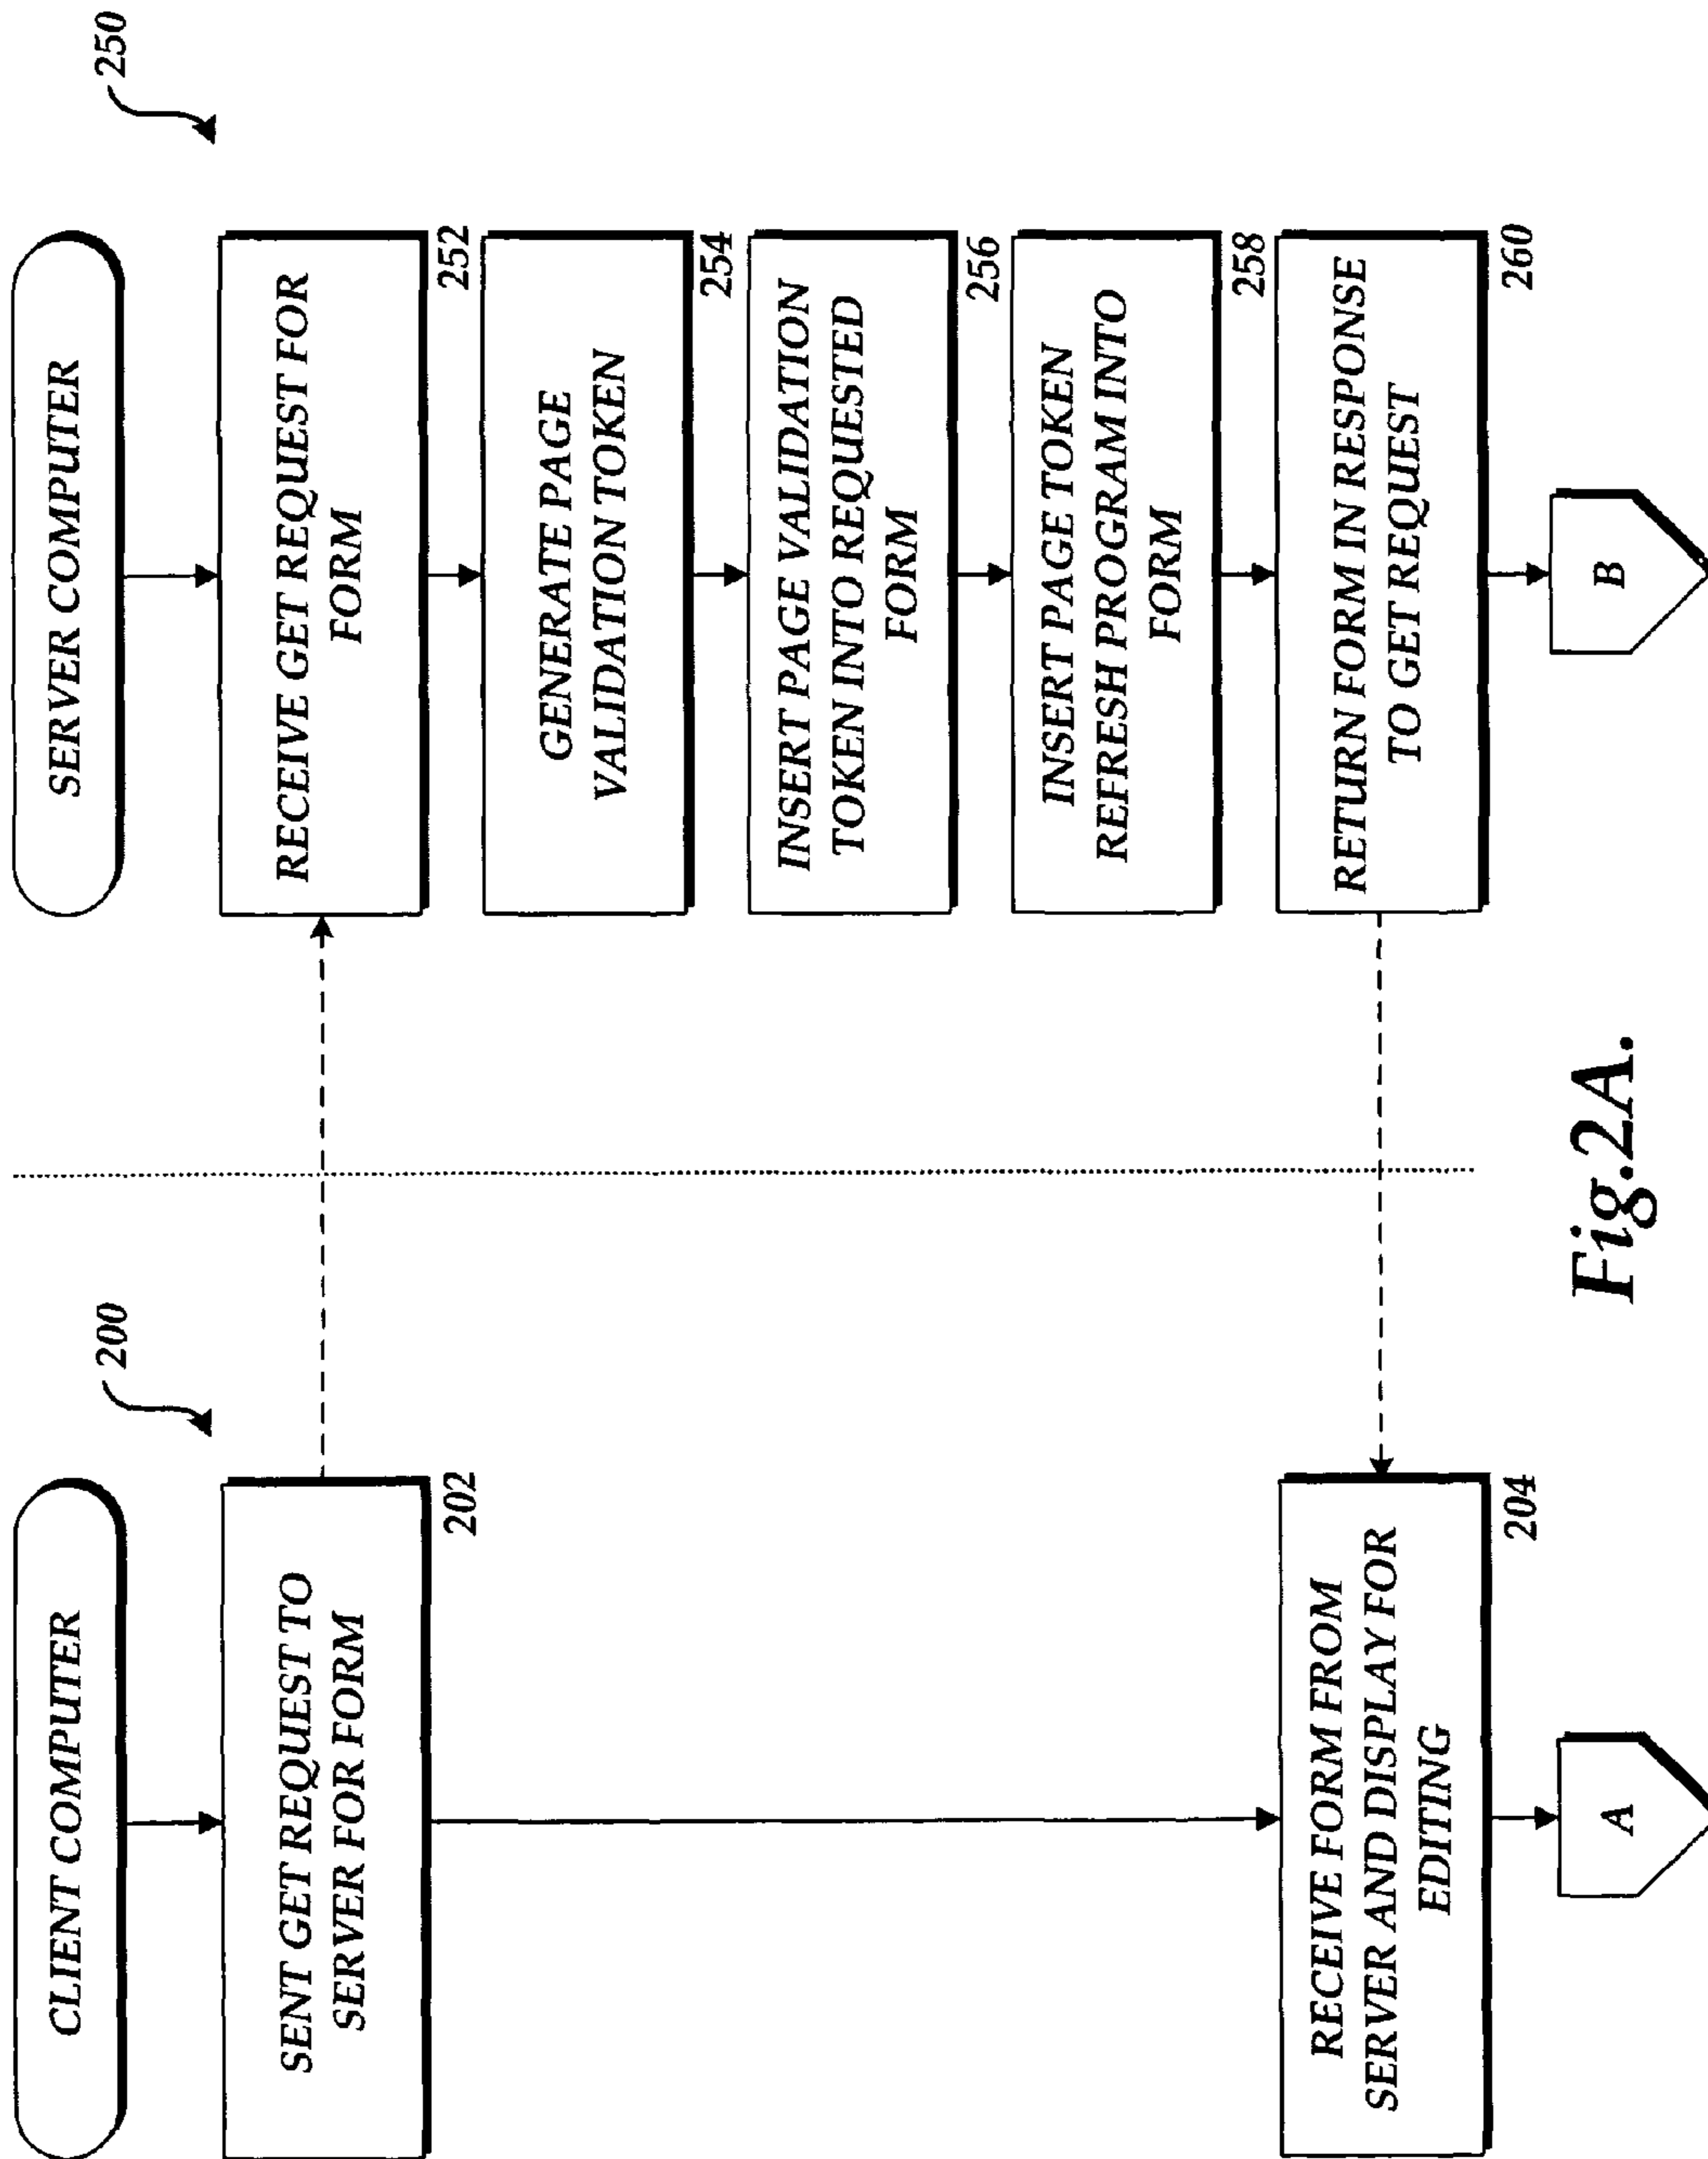 CLIENT COMPUTER
200
SENT GET REQUEST TO
SERVER FOR FORM
202
RECEIVE FORM FROM
SERVER AND DISPLAY FOR
EDITING
204
A
SERVER COMPUTER
250
RECEIVE GET REQUEST FOR
FORM
252
GENERATE PAGE
VALIDATION TOKEN
254
INSERT PAGE VALIDATION
TOKEN INTO REQUESTED
FORM
256
INSERT PAGE TOKEN
REFRESH PROGRAM INTO
FORM
258
RETURN FORM IN RESPONSE
TO GET REQUEST
260
B
Fig.2A.